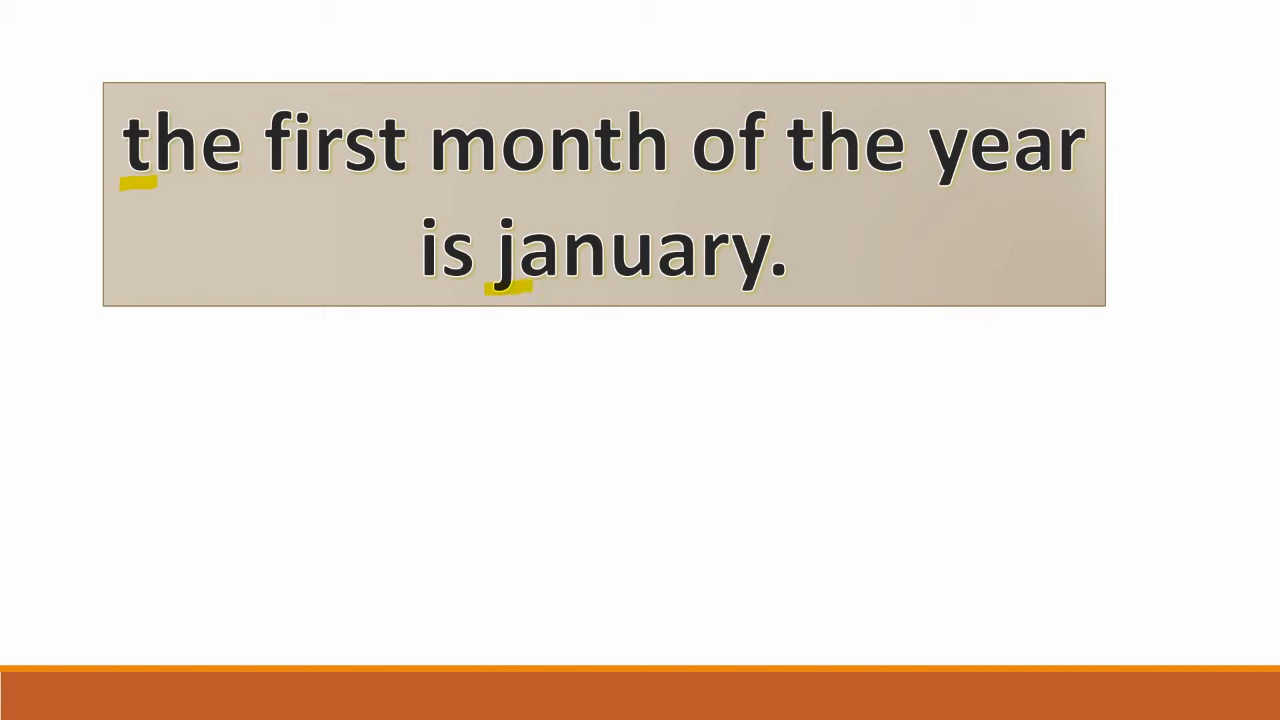 the first month of the year
is january.